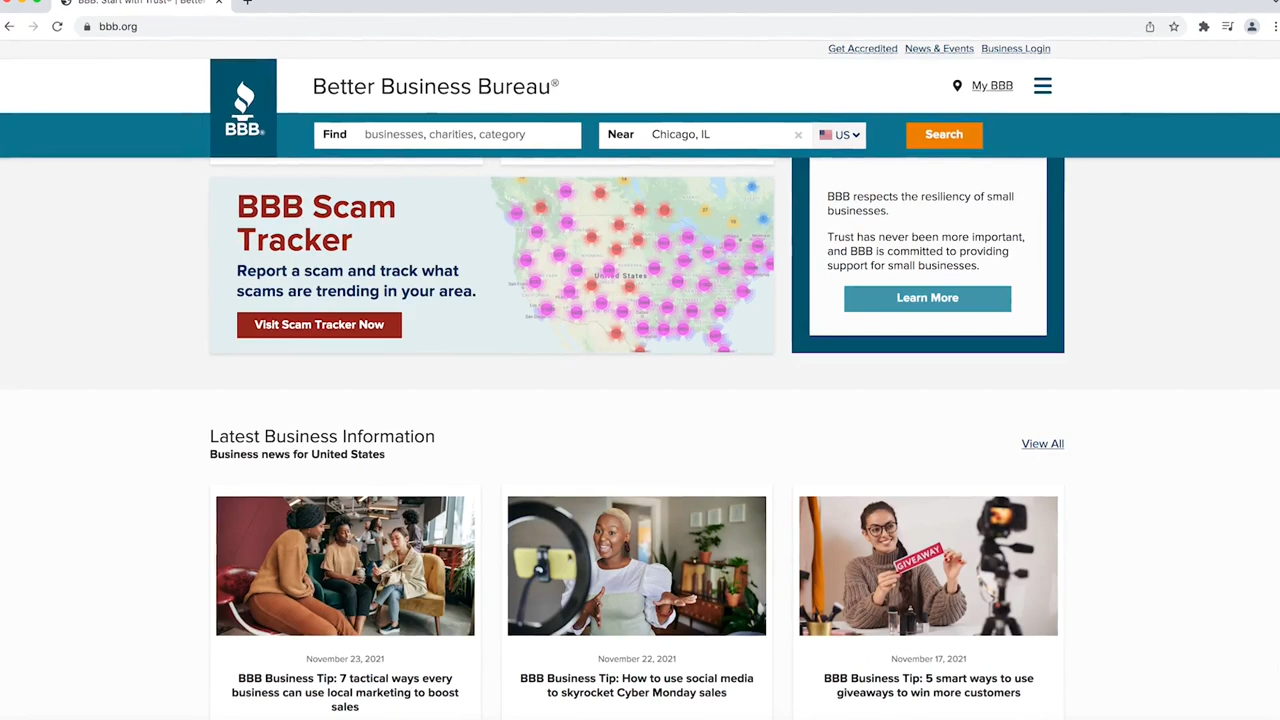 BBB: Start with Trust® | Better
bbb.org
Get Accredited News & Events Business Login
Better Business Bureau®
My BBB
BBB®
Find businesses, charities, category Near Chicago, IL US Search
BBB Scam
Tracker
Report a scam and track what
scams are trending in your area.
Visit Scam Tracker Now
United States
BBB respects the resiliency of small
businesses.
Trust has never been more important,
and BBB is committed to providing
support for small businesses.
Learn More
Latest Business Information
Business news for United States
View All
GIVEAWAY
November 23, 2021
BBB Business Tip: 7 tactical ways every
business can use local marketing to boost
sales
November 22, 2021
BBB Business Tip: How to use social media
to skyrocket Cyber Monday sales
November 17, 2021
BBB Business Tip: 5 smart ways to use
giveaways to win more customers